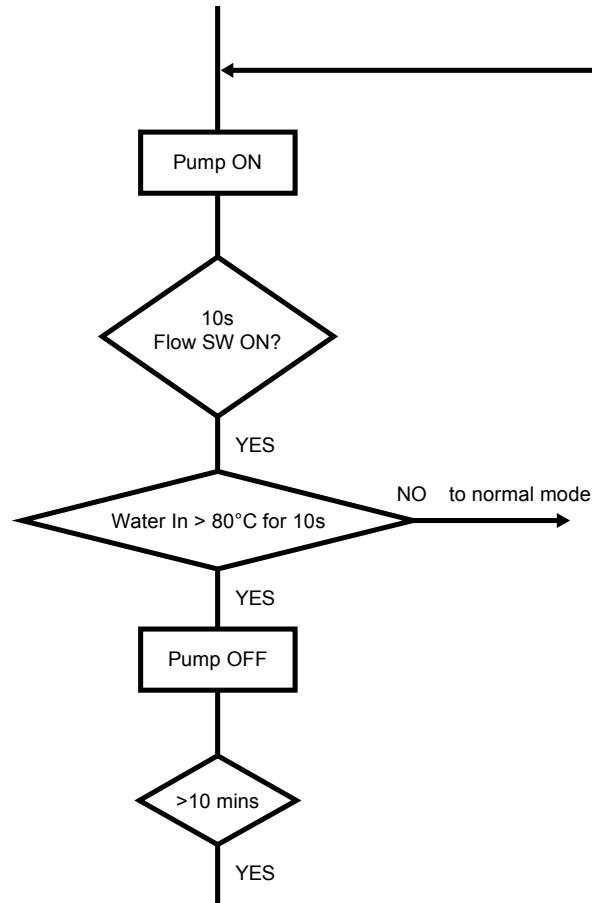 Pump ON
10s
Flow SW ON?
YES
NO to normal mode
Water In > 80°C for 10s
YES
Pump OFF
>10 mins
YES